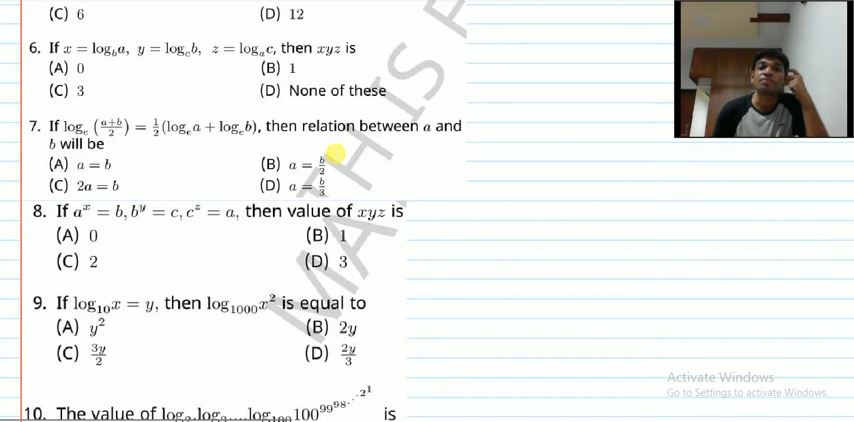 (C) 6 (D) 12
6. If x = log_b a, y = log_c b, z = log_a c, then xyz is
(A) 0 (B) 1
(C) 3 (D) None of these
7. If log_e ((a+b)/2) = 1/2 (log_e a + log_e b), then relation between a and
b will be
(A) a = b (B) a = b/2
(C) 2a = b (D) a = b/3
8. If a^x = b, b^y = c, c^z = a, then value of xyz is
(A) 0 (B) 1
(C) 2 (D) 3
9. If log_10 x = y, then log_1000 x^2 is equal to
(A) y^2 (B) 2y
(C) 3y/2 (D) 2y/3
10. The value of log_2 log_3 .... log_100 100^99^98^...^2^1 is
MATH IS
Activate Windows
Go to Settings to activate Windows.